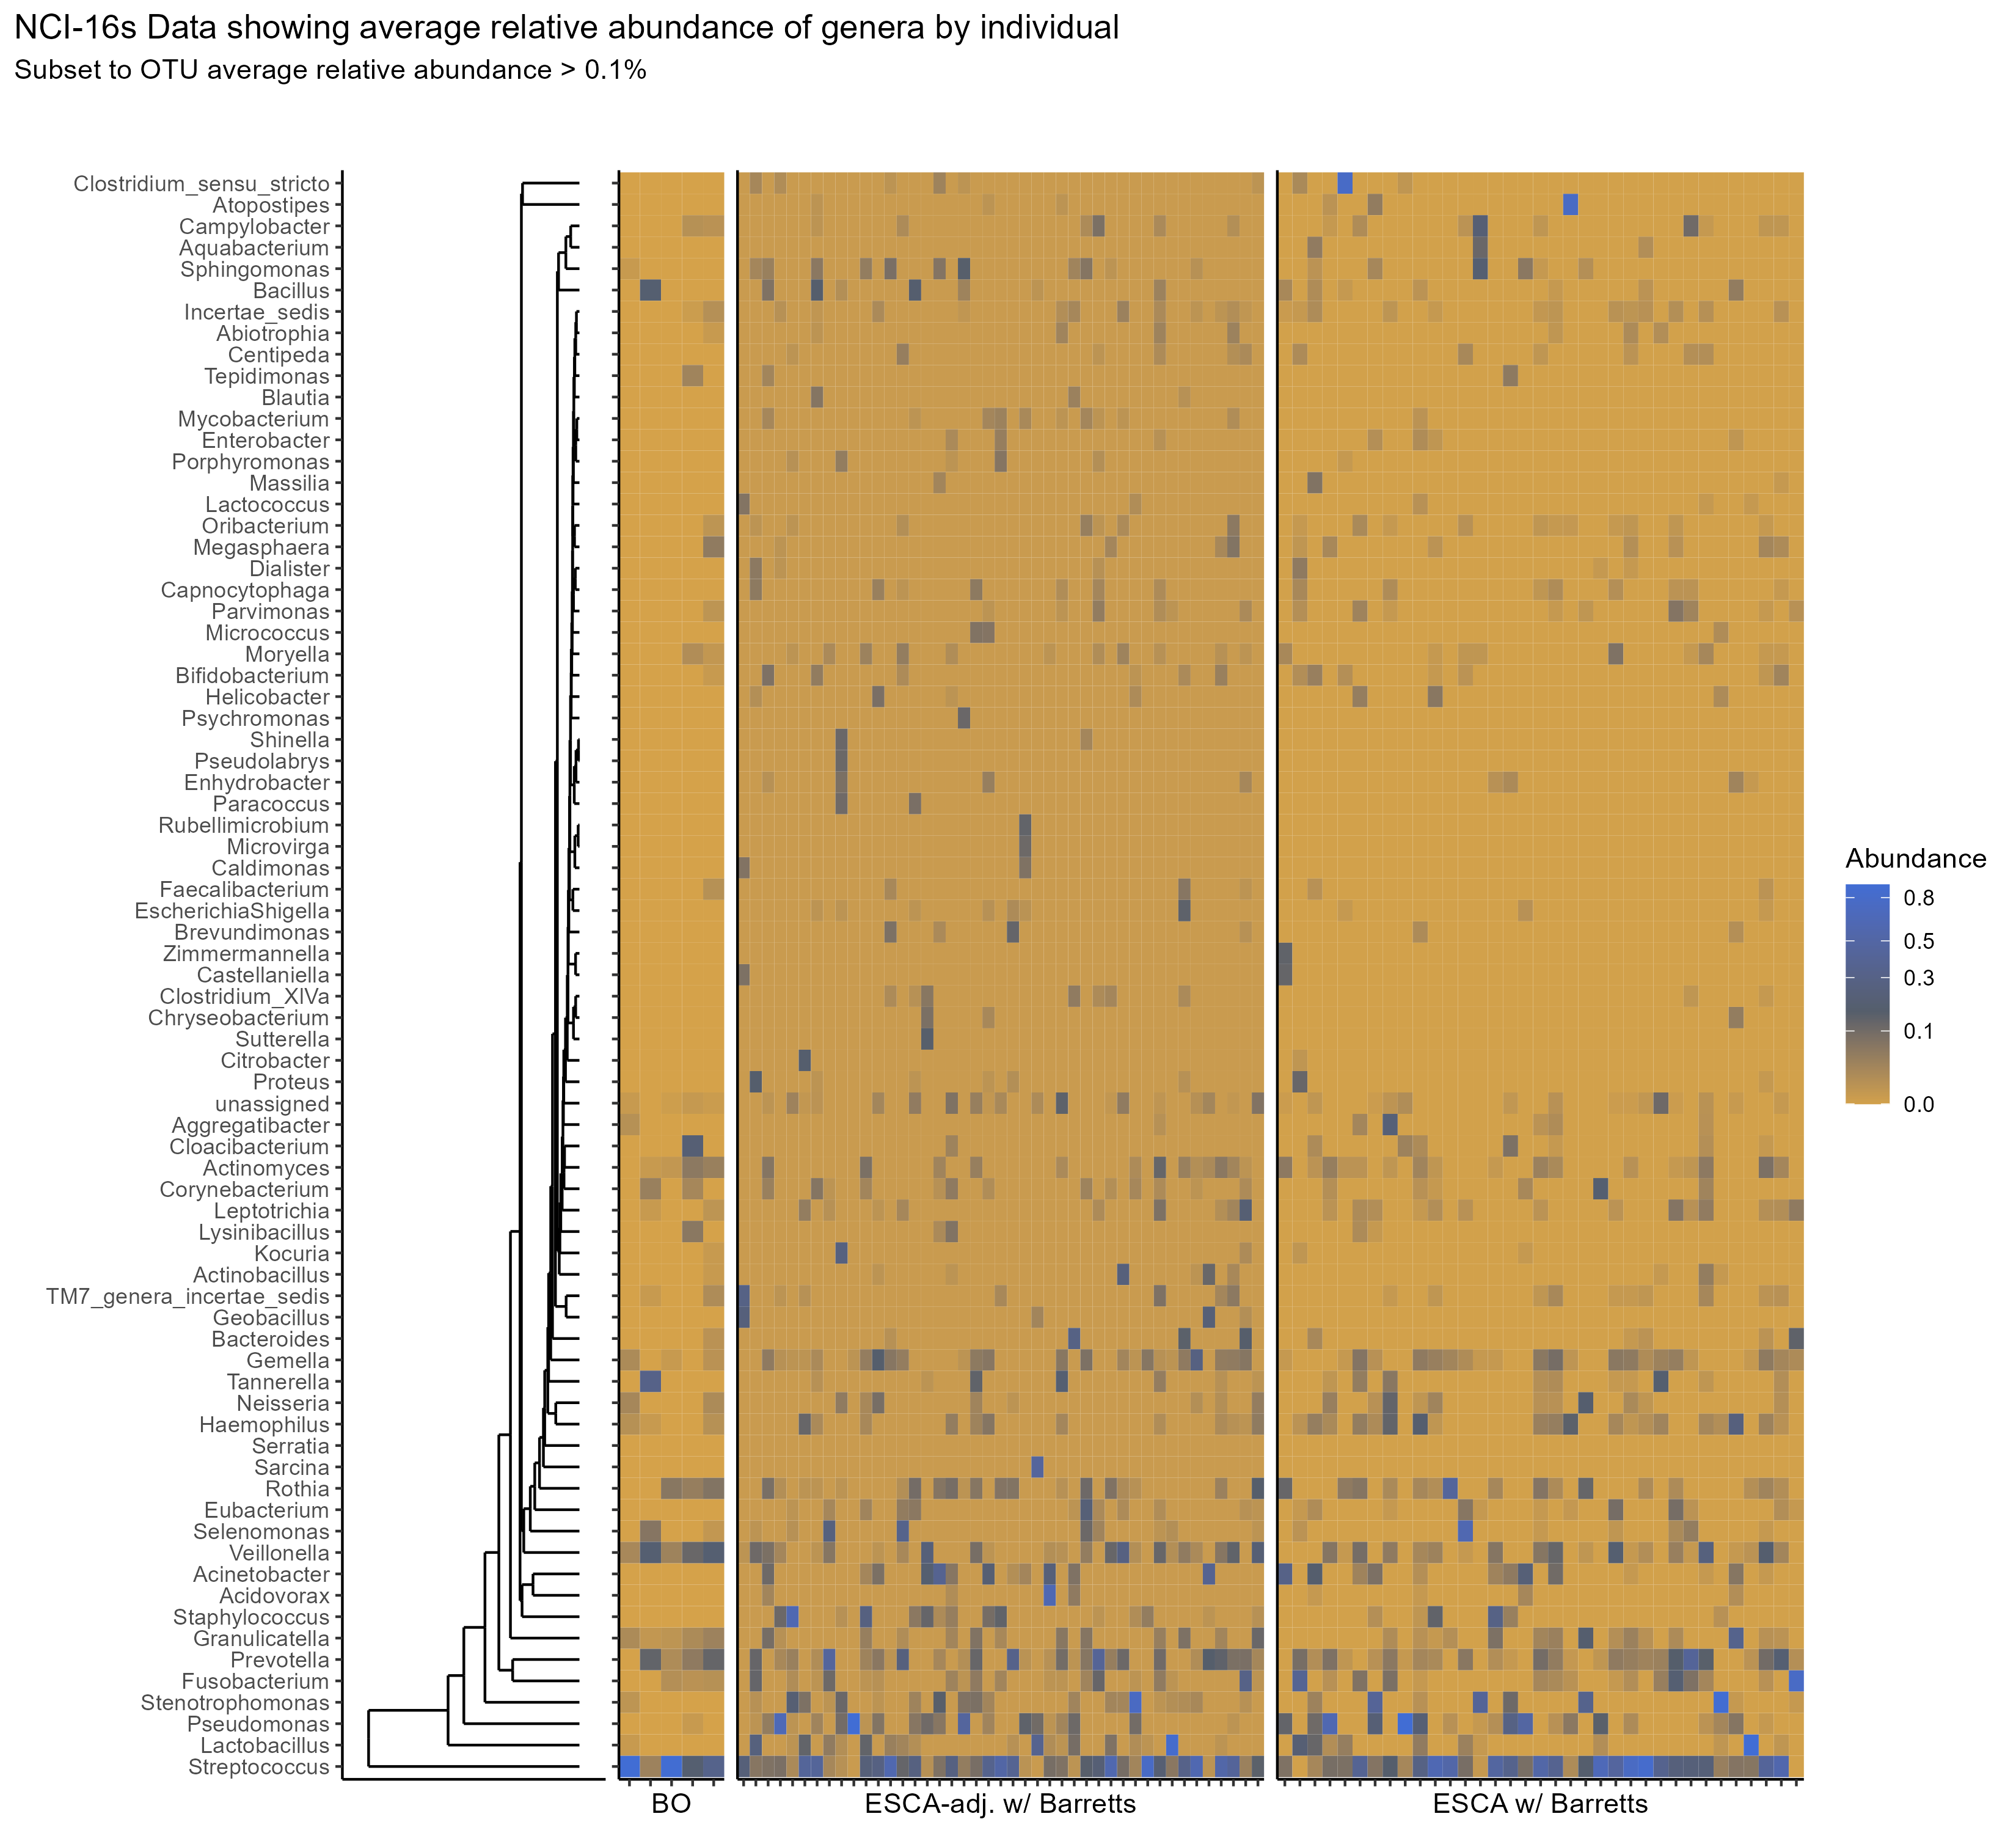 NCI-16s Data showing average relative abundance of genera by individual
Subset to OTU average relative abundance > 0.1%
Clostridium_sensu_stricto
Atopostipes
Campylobacter
Aquabacterium
Sphingomonas
Bacillus
Incertae_sedis
Abiotrophia
Centipeda
Tepidimonas
Blautia
Mycobacterium
Enterobacter
Porphyromonas
Massilia
Lactococcus
Oribacterium
Megasphaera
Dialister
Capnocytophaga
Parvimonas
Micrococcus
Moryella
Bifidobacterium
Helicobacter
Psychromonas
Shinella
Pseudolabrys
Enhydrobacter
Paracoccus
Rubellimicrobium
Microvirga
Caldimonas
Faecalibacterium
EscherichiaShigella
Brevundimonas
Zimmermannella
Castellaniella
Clostridium_XlVa
Chryseobacterium
Sutterella
Citrobacter
Proteus
unassigned
Aggregatibacter
Cloacibacterium
Actinomyces
Corynebacterium
Leptotrichia
Lysinibacillus
Kocuria
Actinobacillus
TM7_genera_incertae_sedis
Geobacillus
Bacteroides
Gemella
Tannerella
Neisseria
Haemophilus
Serratia
Sarcina
Rothia
Eubacterium
Selenomonas
Veillonella
Acinetobacter
Acidovorax
Staphylococcus
Granulicatella
Prevotella
Fusobacterium
Stenotrophomonas
Pseudomonas
Lactobacillus
Streptococcus
BO
ESCA-adj. w/ Barretts
ESCA w/ Barretts
Abundance
0.8
0.5
0.3
0.1
0.0